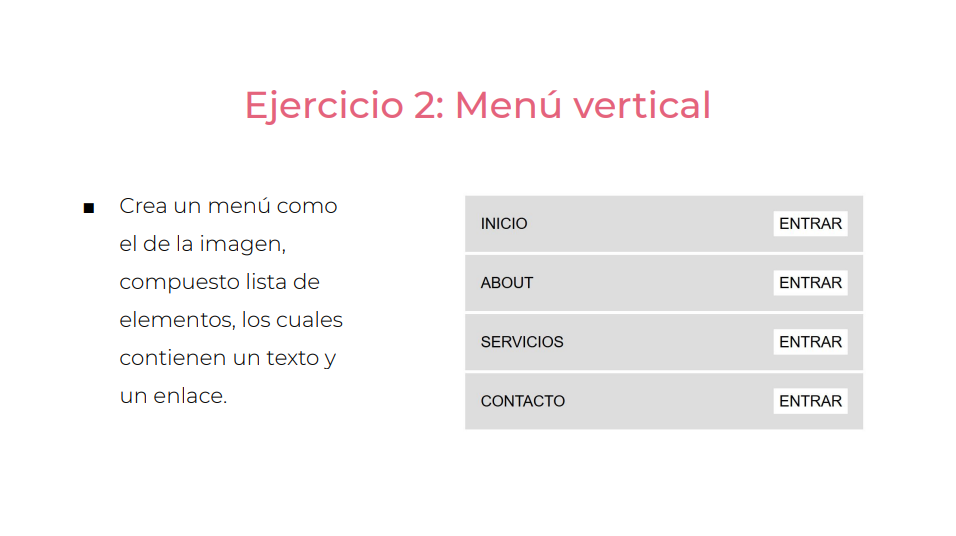 Ejercicio 2: Menú vertical
■ Crea un menú como
el de la imagen,
compuesto lista de
elementos, los cuales
contienen un texto y
un enlace.
INICIO ENTRAR
ABOUT ENTRAR
SERVICIOS ENTRAR
CONTACTO ENTRAR